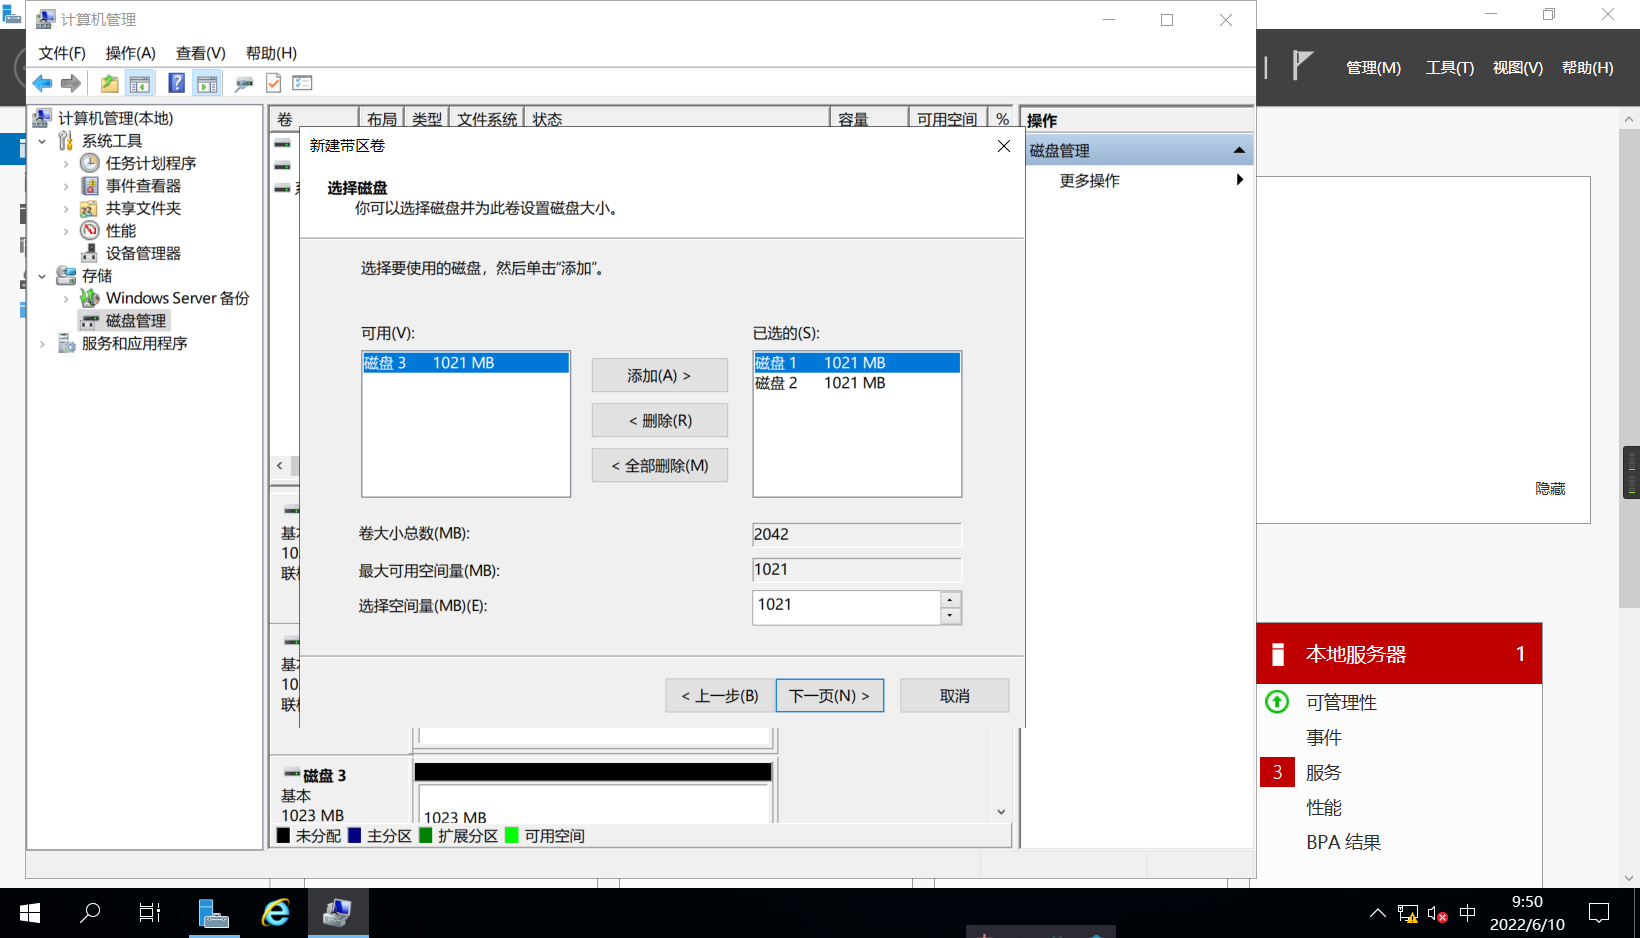 计算机管理
文件(F) 操作(A) 查看(V) 帮助(H)
管理(M) 工具(T) 视图(V) 帮助(H)
计算机管理(本地)
系统工具
任务计划程序
事件查看器
共享文件夹
性能
设备管理器
存储
Windows Server 备份
磁盘管理
服务和应用程序
卷 布局 类型 文件系统 状态 容量 可用空间 %
操作
磁盘管理
更多操作
新建带区卷
选择磁盘
你可以选择磁盘并为此卷设置磁盘大小。
选择要使用的磁盘，然后单击“添加”。
可用(V):
磁盘 3 1021 MB
添加(A) >
< 删除(R)
< 全部删除(M)
已选的(S):
磁盘 1 1021 MB
磁盘 2 1021 MB
卷大小总数(MB): 2042
最大可用空间量(MB): 1021
选择空间量(MB)(E): 1021
< 上一步(B) 下一页(N) > 取消
磁盘 3
基本
1023 MB
1023 MB
未分配 主分区 扩展分区 可用空间
隐藏
本地服务器 1
可管理性
事件
3 服务
性能
BPA 结果
中
9:50
2022/6/10